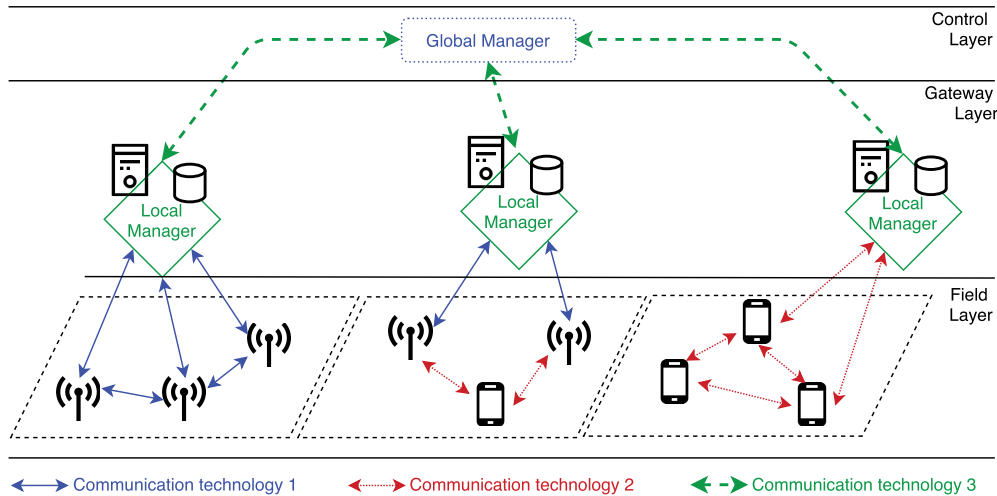 Control
Layer
Global Manager
Gateway
Layer
Local
Manager
Local
Manager
Local
Manager
Field
Layer
Communication technology 1
Communication technology 2
Communication technology 3